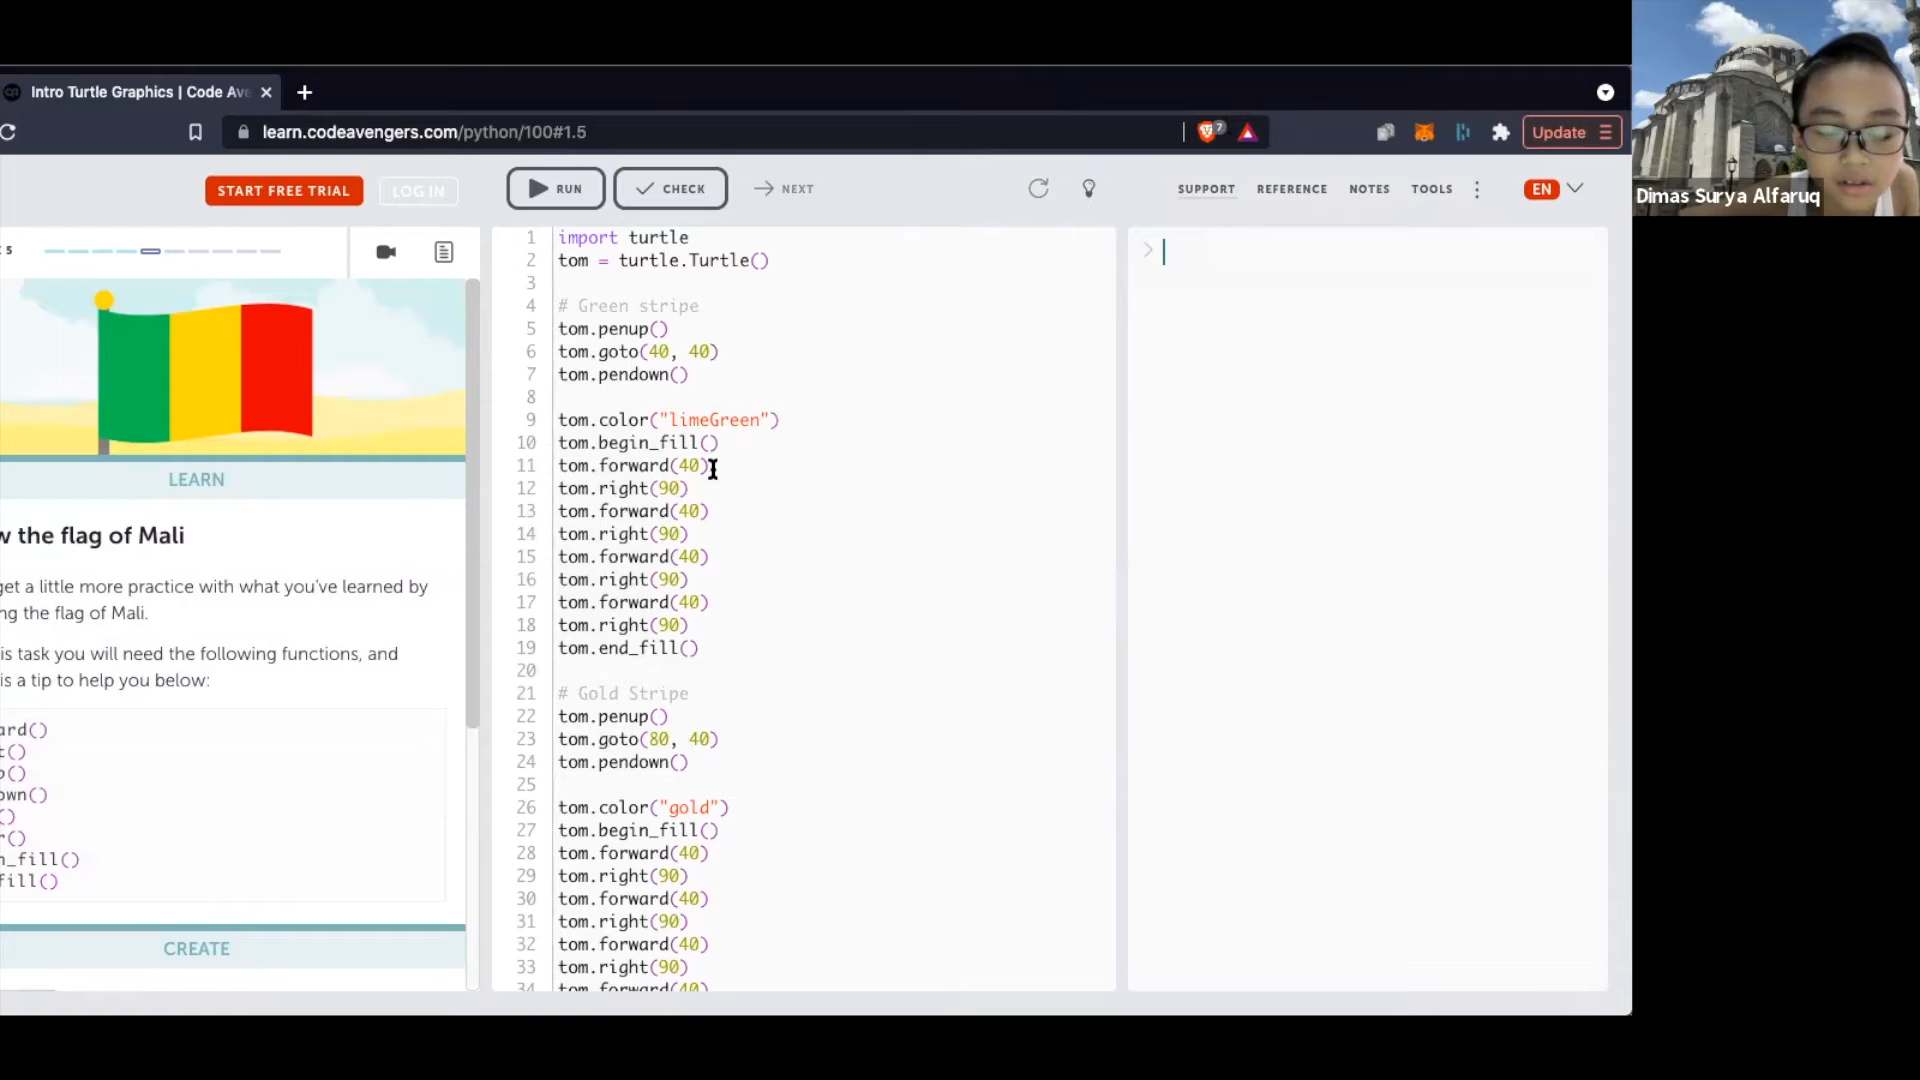 Intro Turtle Graphics | Code Ave
learn.codeavengers.com/python/100#1.5
7
Update
Dimas Surya Alfaruq
START FREE TRIAL
LOG IN
RUN
CHECK
NEXT
SUPPORT
REFERENCE
NOTES
TOOLS
EN
5
LEARN
w the flag of Mali
get a little more practice with what you've learned by
ng the flag of Mali.
is task you will need the following functions, and
is a tip to help you below:
ard()
t()
o()
own()
()
r()
n_fill()
fill()
CREATE
1 import turtle
2 tom = turtle.Turtle()
3
4 # Green stripe
5 tom.penup()
6 tom.goto(40, 40)
7 tom.pendown()
8
9 tom.color("limeGreen")
10 tom.begin_fill()
11 tom.forward(40)
12 tom.right(90)
13 tom.forward(40)
14 tom.right(90)
15 tom.forward(40)
16 tom.right(90)
17 tom.forward(40)
18 tom.right(90)
19 tom.end_fill()
20
21 # Gold Stripe
22 tom.penup()
23 tom.goto(80, 40)
24 tom.pendown()
25
26 tom.color("gold")
27 tom.begin_fill()
28 tom.forward(40)
29 tom.right(90)
30 tom.forward(40)
31 tom.right(90)
32 tom.forward(40)
33 tom.right(90)
34 tom.forward(40)
>